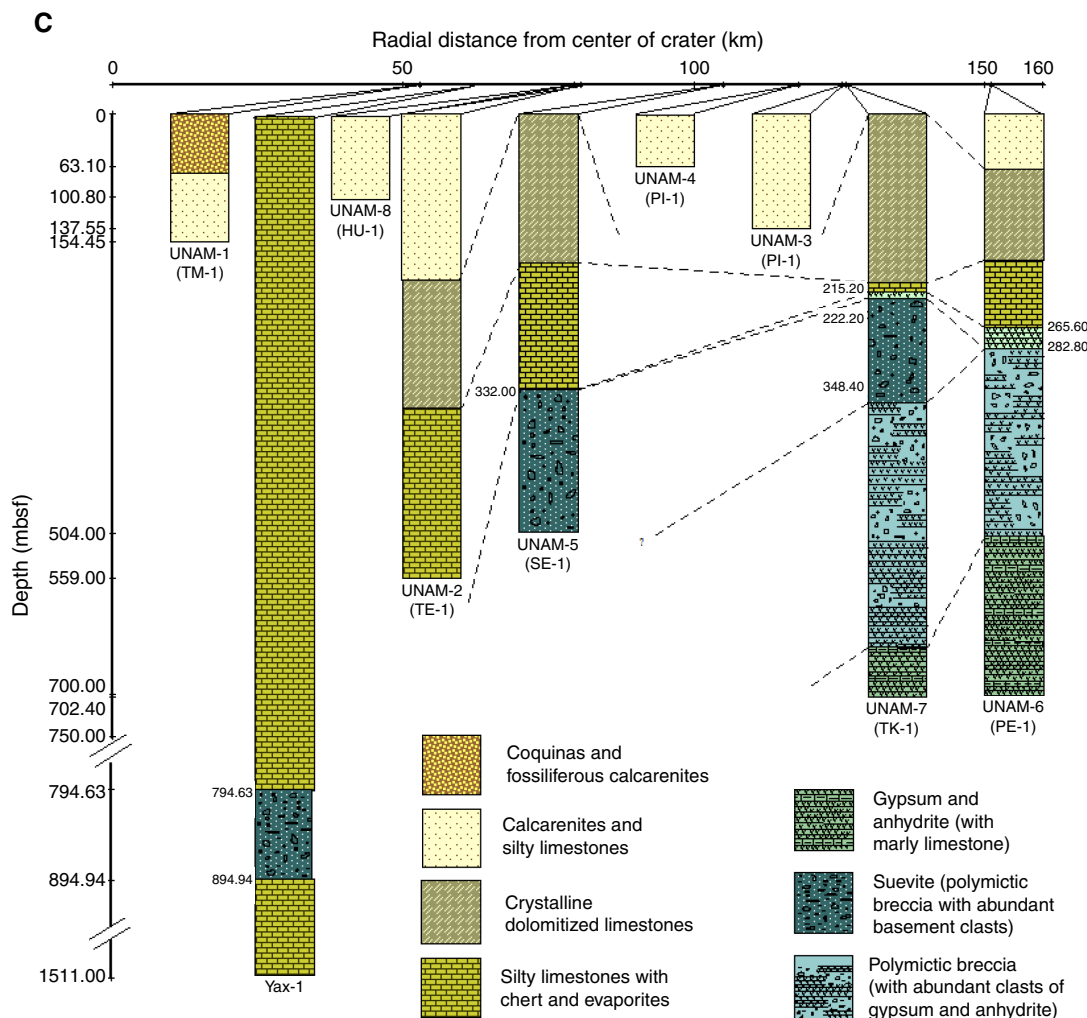 C
Radial distance from center of crater (km)
0 50 100 150 160
0
63.10
100.80
137.55
154.45
504.00
559.00
700.00
702.40
750.00
794.63
894.94
1511.00
Depth (mbsf)
UNAM-1
(TM-1)
794.63
894.94
Yax-1
UNAM-8
(HU-1)
UNAM-2
(TE-1)
332.00
UNAM-5
(SE-1)
UNAM-4
(PI-1)
UNAM-3
(PI-1)
?
215.20
222.20
348.40
UNAM-7
(TK-1)
265.60
282.80
UNAM-6
(PE-1)
Coquinas and
fossiliferous calcarenites
Calcarenites and
silty limestones
Crystalline
dolomitized limestones
Silty limestones with
chert and evaporites
Gypsum and
anhydrite (with
marly limestone)
Suevite (polymictic
breccia with abundant
basement clasts)
Polymictic breccia
(with abundant clasts of
gypsum and anhydrite)